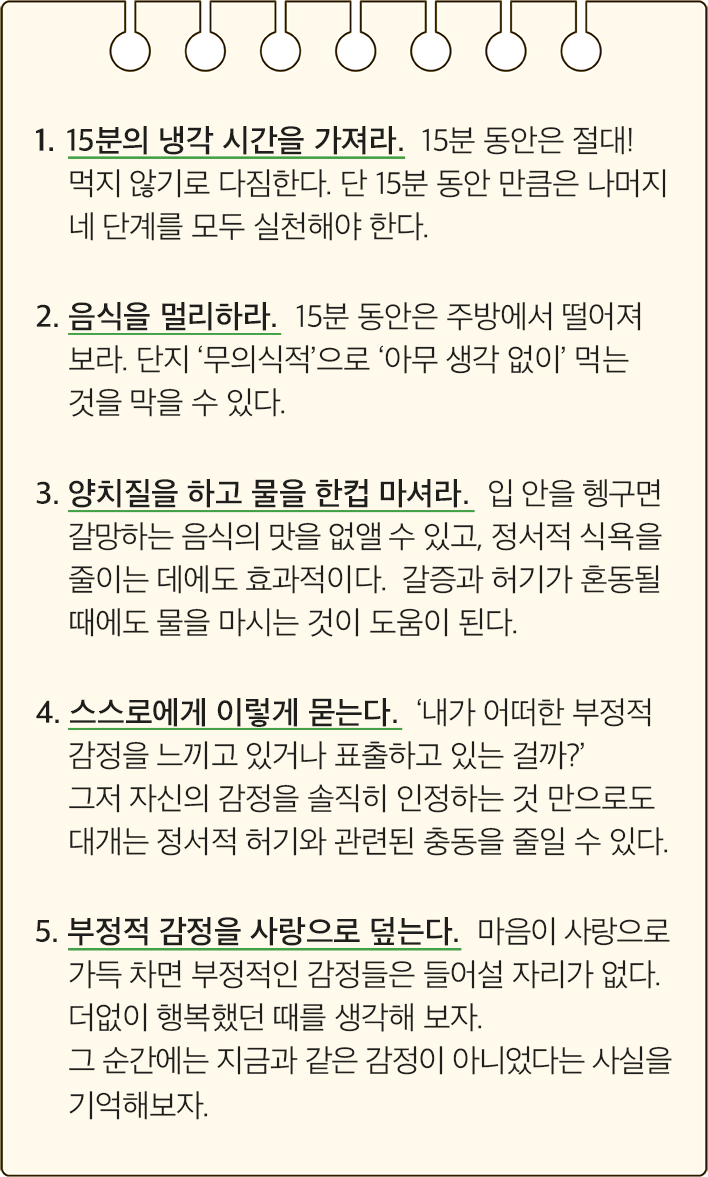 1. 15분의 냉각 시간을 가져라. 15분 동안은 절대!
먹지 않기로 다짐한다. 단 15분 동안 만큼은 나머지
네 단계를 모두 실천해야 한다.
2. 음식을 멀리하라. 15분 동안은 주방에서 떨어져
보라. 단지 ‘무의식적’으로 ‘아무 생각 없이’ 먹는
것을 막을 수 있다.
3. 양치질을 하고 물을 한컵 마셔라. 입 안을 헹구면
갈망하는 음식의 맛을 없앨 수 있고, 정서적 식욕을
줄이는 데에도 효과적이다. 갈증과 허기가 혼동될
때에도 물을 마시는 것이 도움이 된다.
4. 스스로에게 이렇게 묻는다. ‘내가 어떠한 부정적
감정을 느끼고 있거나 표출하고 있는 걸까?’
그저 자신의 감정을 솔직히 인정하는 것 만으로도
대개는 정서적 허기와 관련된 충동을 줄일 수 있다.
5. 부정적 감정을 사랑으로 덮는다. 마음이 사랑으로
가득 차면 부정적인 감정들은 들어설 자리가 없다.
더없이 행복했던 때를 생각해 보자.
그 순간에는 지금과 같은 감정이 아니었다는 사실을
기억해보자.